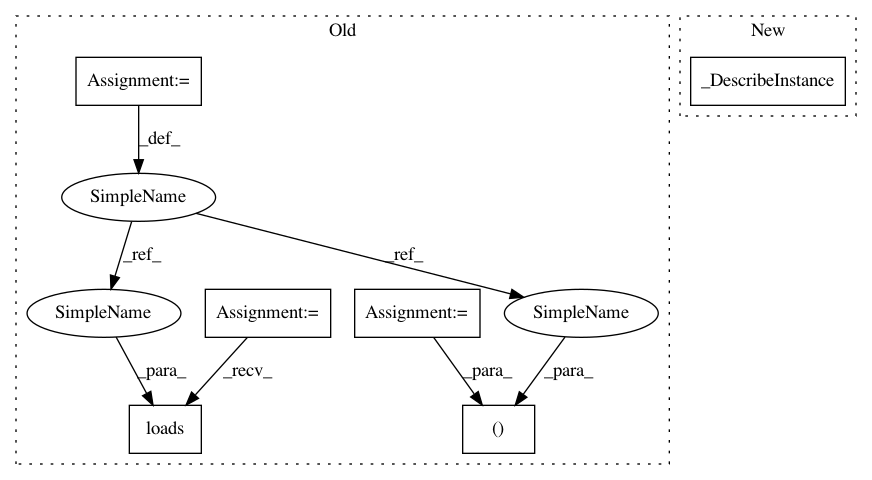 Old
New
Assignment:=
_DescribeInstance
_def_
SimpleName
_ref_
_ref_
SimpleName
Assignment:=
Assignment:=
SimpleName
_para_
_recv_
_para_
_para_
loads
()